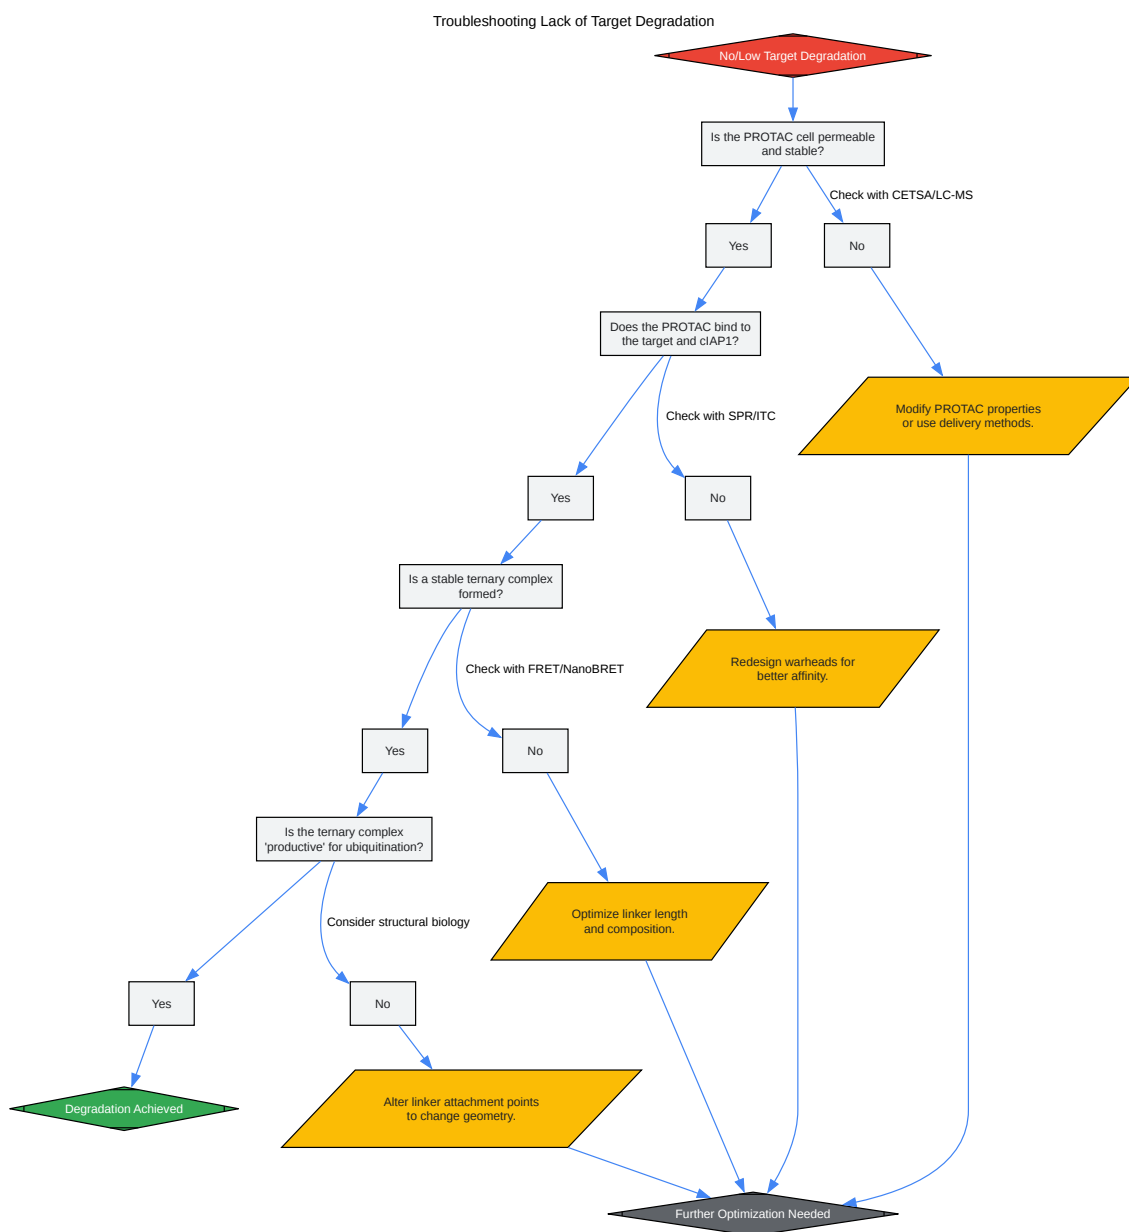 Troubleshooting Lack of Target Degradation
No/Low Target Degradation
Is the PROTAC cell permeable
and stable?
Check with CETSA/LC-MS
Yes
No
Does the PROTAC bind to
the target and cIAP1?
Modify PROTAC properties
or use delivery methods.
Check with SPR/ITC
Yes
No
Is a stable ternary complex
formed?
Check with FRET/NanoBRET
Redesign warheads for
better affinity.
Yes
No
Is the ternary complex
'productive' for ubiquitination?
Consider structural biology
Optimize linker length
and composition.
Yes
No
Degradation Achieved
Alter linker attachment points
to change geometry.
Further Optimization Needed